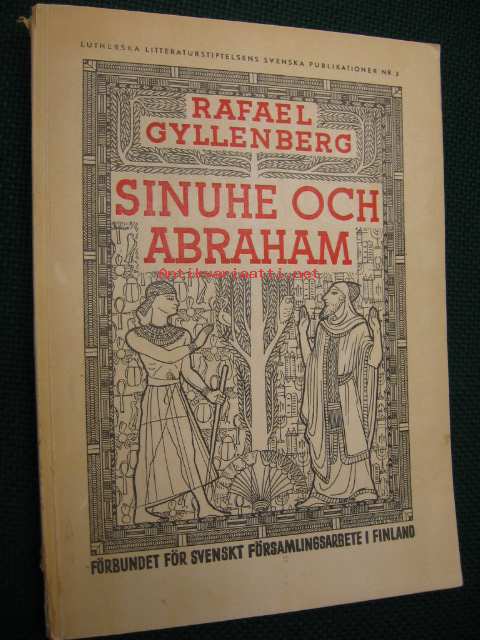 LUTHERSKA LITTERATURSTIFTELSENS SVENSKA PUBLIKATIONER NR 3
RAFAEL
GYLLENBERG
SINUHE OCH
ABRAHAM
Antikvariaatti.net
FÖRBUNDET FÖR SVENSKT FÖRSAMLINGSARBETE I FINLAND